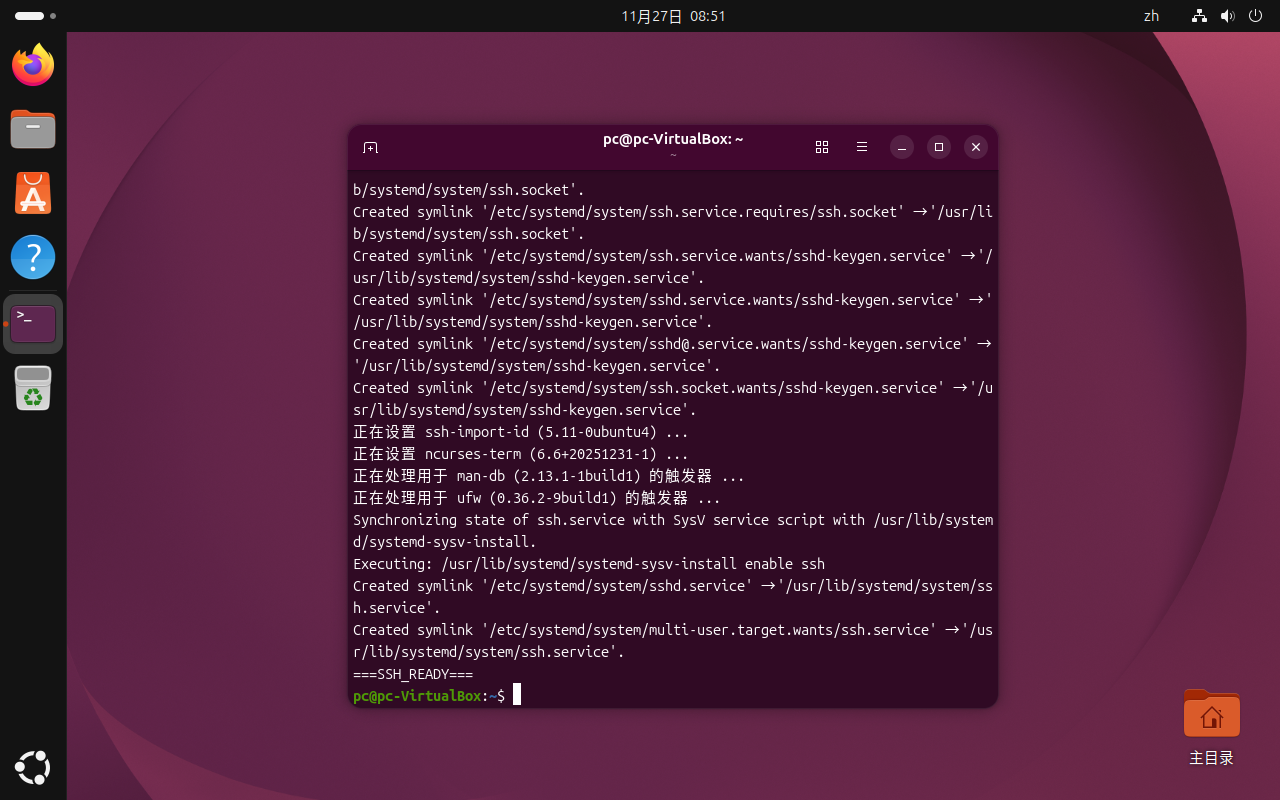 11月27日 08:51
zh
pc@pc-VirtualBox: ~
~
b/systemd/system/ssh.socket'.
Created symlink '/etc/systemd/system/ssh.service.requires/ssh.socket' → '/usr/li
b/systemd/system/ssh.socket'.
Created symlink '/etc/systemd/system/ssh.service.wants/sshd-keygen.service' → '/
usr/lib/systemd/system/sshd-keygen.service'.
Created symlink '/etc/systemd/system/sshd.service.wants/sshd-keygen.service' → '
/usr/lib/systemd/system/sshd-keygen.service'.
Created symlink '/etc/systemd/system/sshd@.service.wants/sshd-keygen.service' →
'/usr/lib/systemd/system/sshd-keygen.service'.
Created symlink '/etc/systemd/system/ssh.socket.wants/sshd-keygen.service' → '/u
sr/lib/systemd/system/sshd-keygen.service'.
正在设置 ssh-import-id (5.11-0ubuntu4) ...
正在设置 ncurses-term (6.6+20251231-1) ...
正在处理用于 man-db (2.13.1-1build1) 的触发器 ...
正在处理用于 ufw (0.36.2-9build1) 的触发器 ...
Synchronizing state of ssh.service with SysV service script with /usr/lib/system
d/systemd-sysv-install.
Executing: /usr/lib/systemd/systemd-sysv-install enable ssh
Created symlink '/etc/systemd/system/sshd.service' → '/usr/lib/systemd/system/ss
h.service'.
Created symlink '/etc/systemd/system/multi-user.target.wants/ssh.service' → '/us
r/lib/systemd/system/ssh.service'.
===SSH_READY===
pc@pc-VirtualBox:~$
主目录